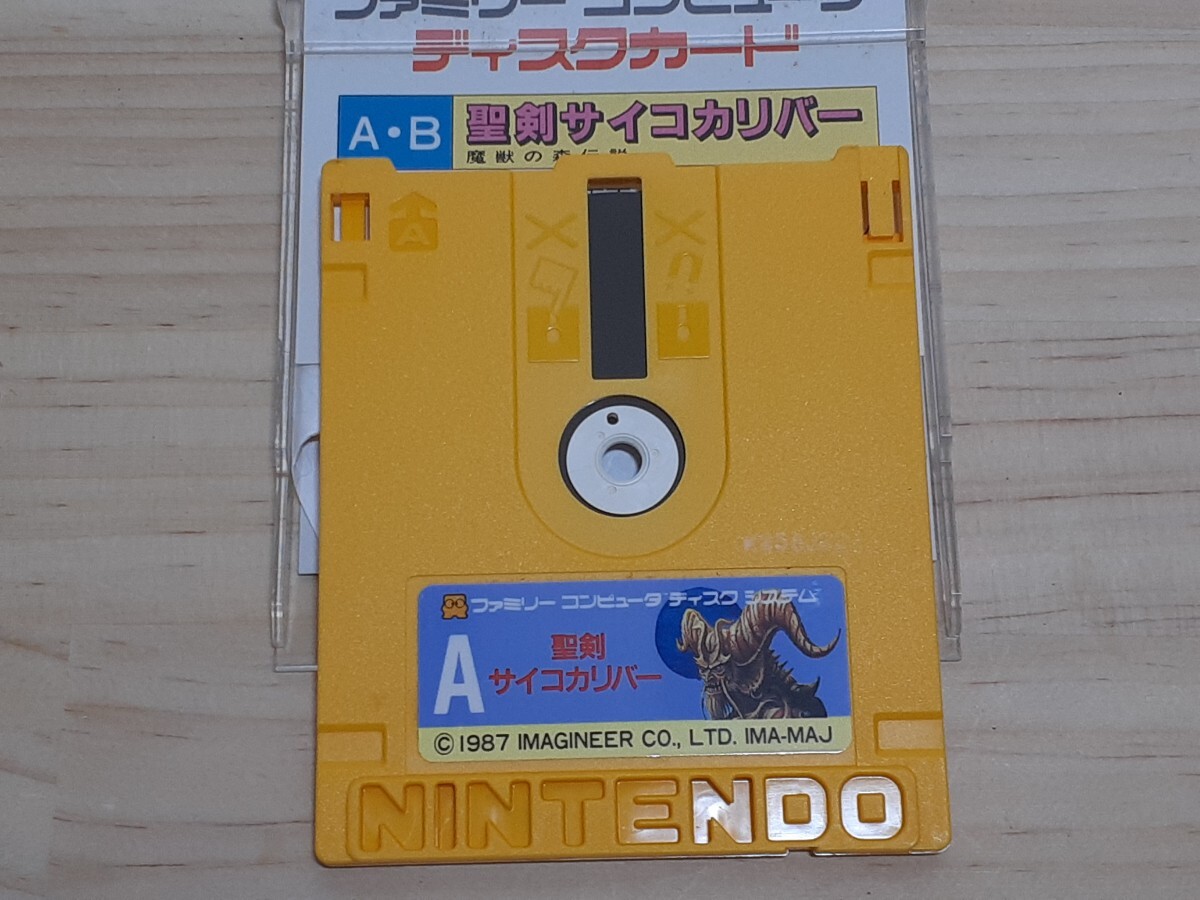 ファミリー コンピュータ
ディスクカード
A・B
聖剣サイコカリバー
魔獣の森伝説
A
ファミリー コンピュータ ディスク システム
A
聖剣
サイコカリバー
© 1987 IMAGINEER CO., LTD. IMA-MAJ
NINTENDO